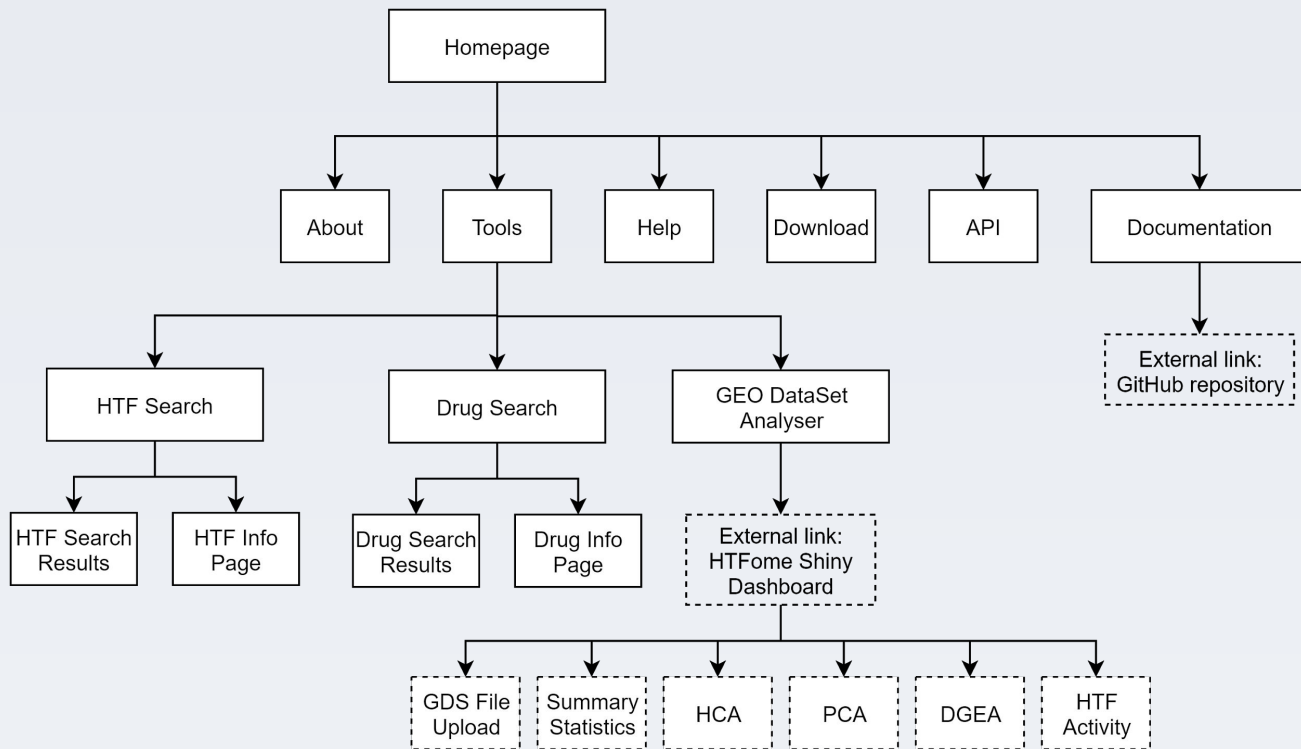 Homepage
About
Tools
Help
Download
API
Documentation
External link:
GitHub repository
HTF Search
Drug Search
GEO DataSet
Analyser
HTF Search
Results
HTF Info
Page
Drug Search
Results
Drug Info
Page
External link:
HTFome Shiny
Dashboard
GDS File
Upload
Summary
Statistics
HCA
PCA
DGEA
HTF
Activity